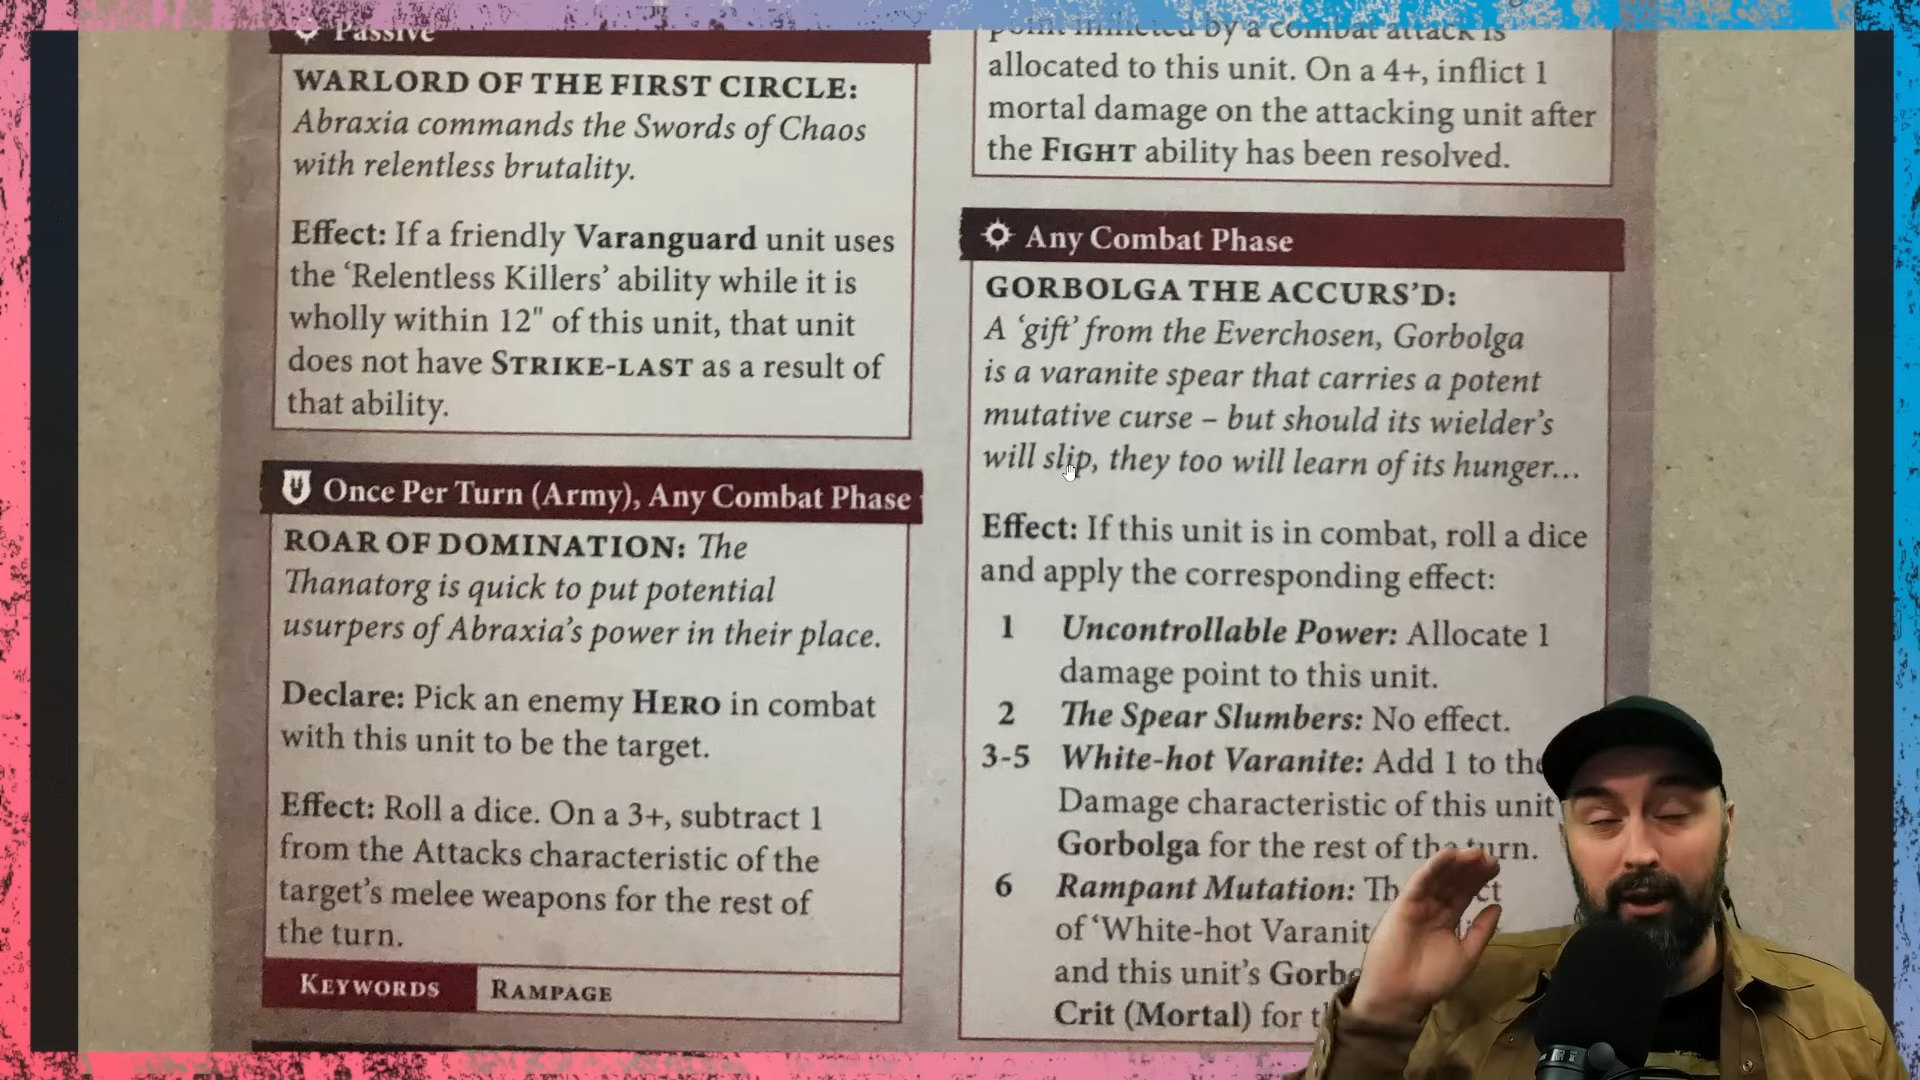 Passive
WARLORD OF THE FIRST CIRCLE:
Abraxia commands the Swords of Chaos
with relentless brutality.
Effect: If a friendly Varanguard unit uses
the ‘Relentless Killers’ ability while it is
wholly within 12" of this unit, that unit
does not have STRIKE-LAST as a result of
that ability.
Once Per Turn (Army), Any Combat Phase
ROAR OF DOMINATION: The
Thanatorg is quick to put potential
usurpers of Abraxia’s power in their place.
Declare: Pick an enemy HERO in combat
with this unit to be the target.
Effect: Roll a dice. On a 3+, subtract 1
from the Attacks characteristic of the
target’s melee weapons for the rest of
the turn.
KEYWORDS RAMPAGE
point inflicted by a combat attack is
allocated to this unit. On a 4+, inflict 1
mortal damage on the attacking unit after
the FIGHT ability has been resolved.
Any Combat Phase
GORBOLGA THE ACCURS’D:
A ‘gift’ from the Everchosen, Gorbolga
is a varanite spear that carries a potent
mutative curse – but should its wielder’s
will slip, they too will learn of its hunger…
Effect: If this unit is in combat, roll a dice
and apply the corresponding effect:
1 Uncontrollable Power: Allocate 1
damage point to this unit.
2 The Spear Slumbers: No effect.
3-5 White-hot Varanite: Add 1 to the
Damage characteristic of this unit
Gorbolga for the rest of the turn.
6 Rampant Mutation:
of ‘White-hot
and this unit’s
Crit (Mortal) for